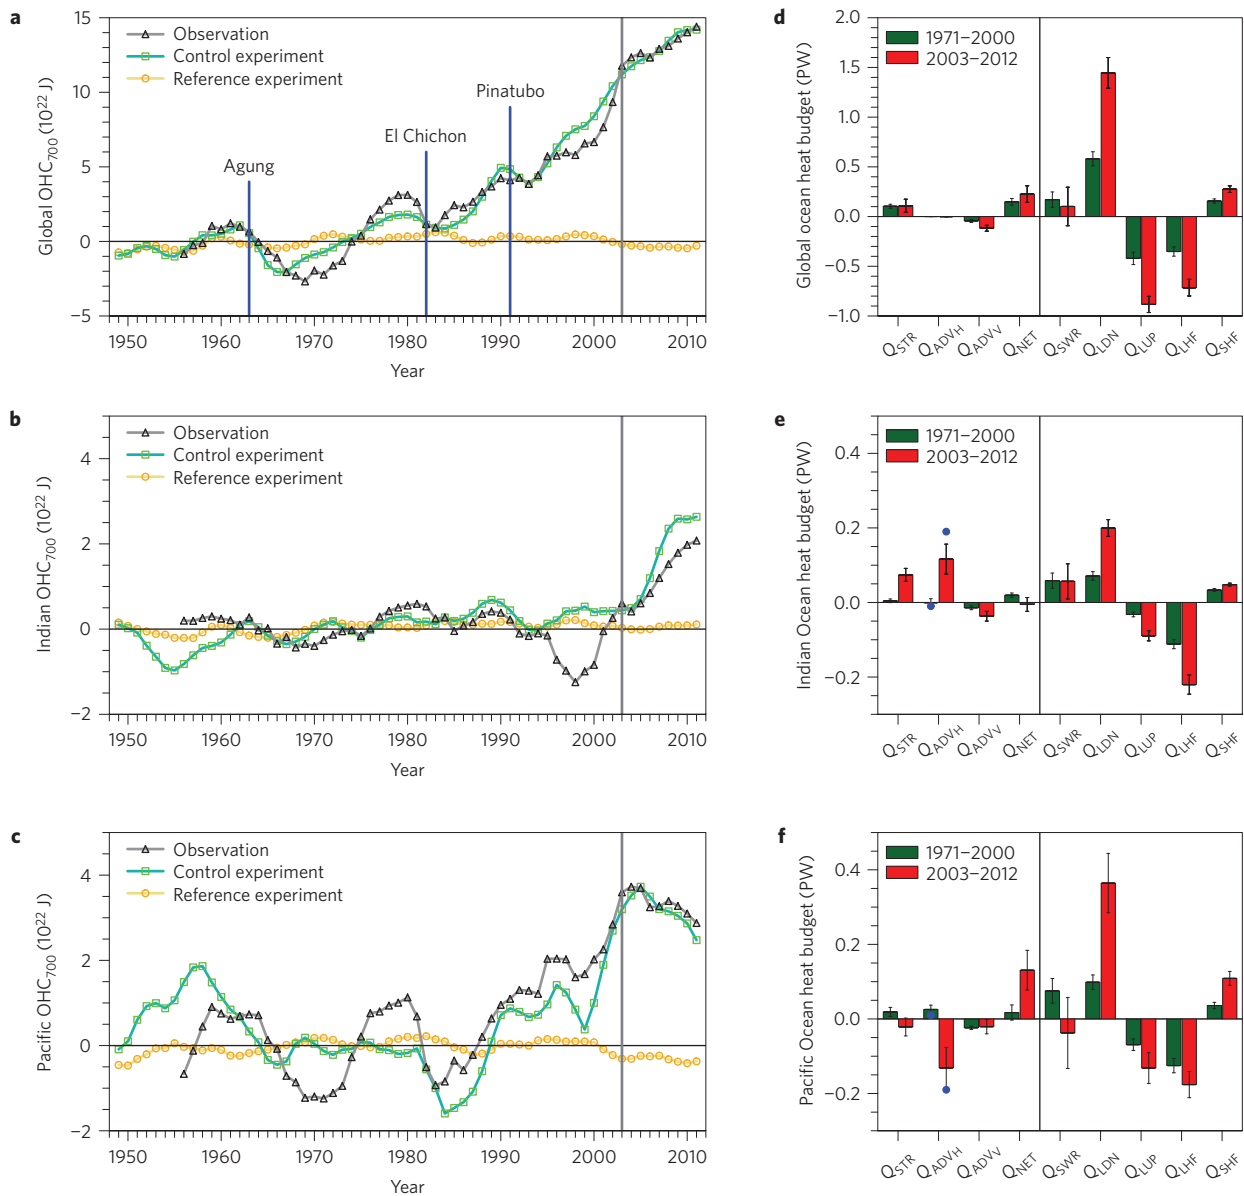 a
15
10
5
0
−5
Global OHC700 (10^22 J)
Observation
Control experiment
Reference experiment
Agung
El Chichon
Pinatubo
1950 1960 1970 1980 1990 2000 2010
Year
d
2.0
1.5
1.0
0.5
0.0
−0.5
−1.0
Global ocean heat budget (PW)
1971–2000
2003–2012
QSTR QADVH QADVV QNET QSWR QLDN QLUP QLHF QSHF
b
4
2
0
−2
Indian OHC700 (10^22 J)
Observation
Control experiment
Reference experiment
1950 1960 1970 1980 1990 2000 2010
Year
e
0.4
0.2
0.0
−0.2
Indian Ocean heat budget (PW)
1971–2000
2003–2012
QSTR QADVH QADVV QNET QSWR QLDN QLUP QLHF QSHF
c
4
2
0
−2
Pacific OHC700 (10^22 J)
Observation
Control experiment
Reference experiment
1950 1960 1970 1980 1990 2000 2010
Year
f
0.4
0.2
0.0
−0.2
Pacific Ocean heat budget (PW)
1971–2000
2003–2012
QSTR QADVH QADVV QNET QSWR QLDN QLUP QLHF QSHF